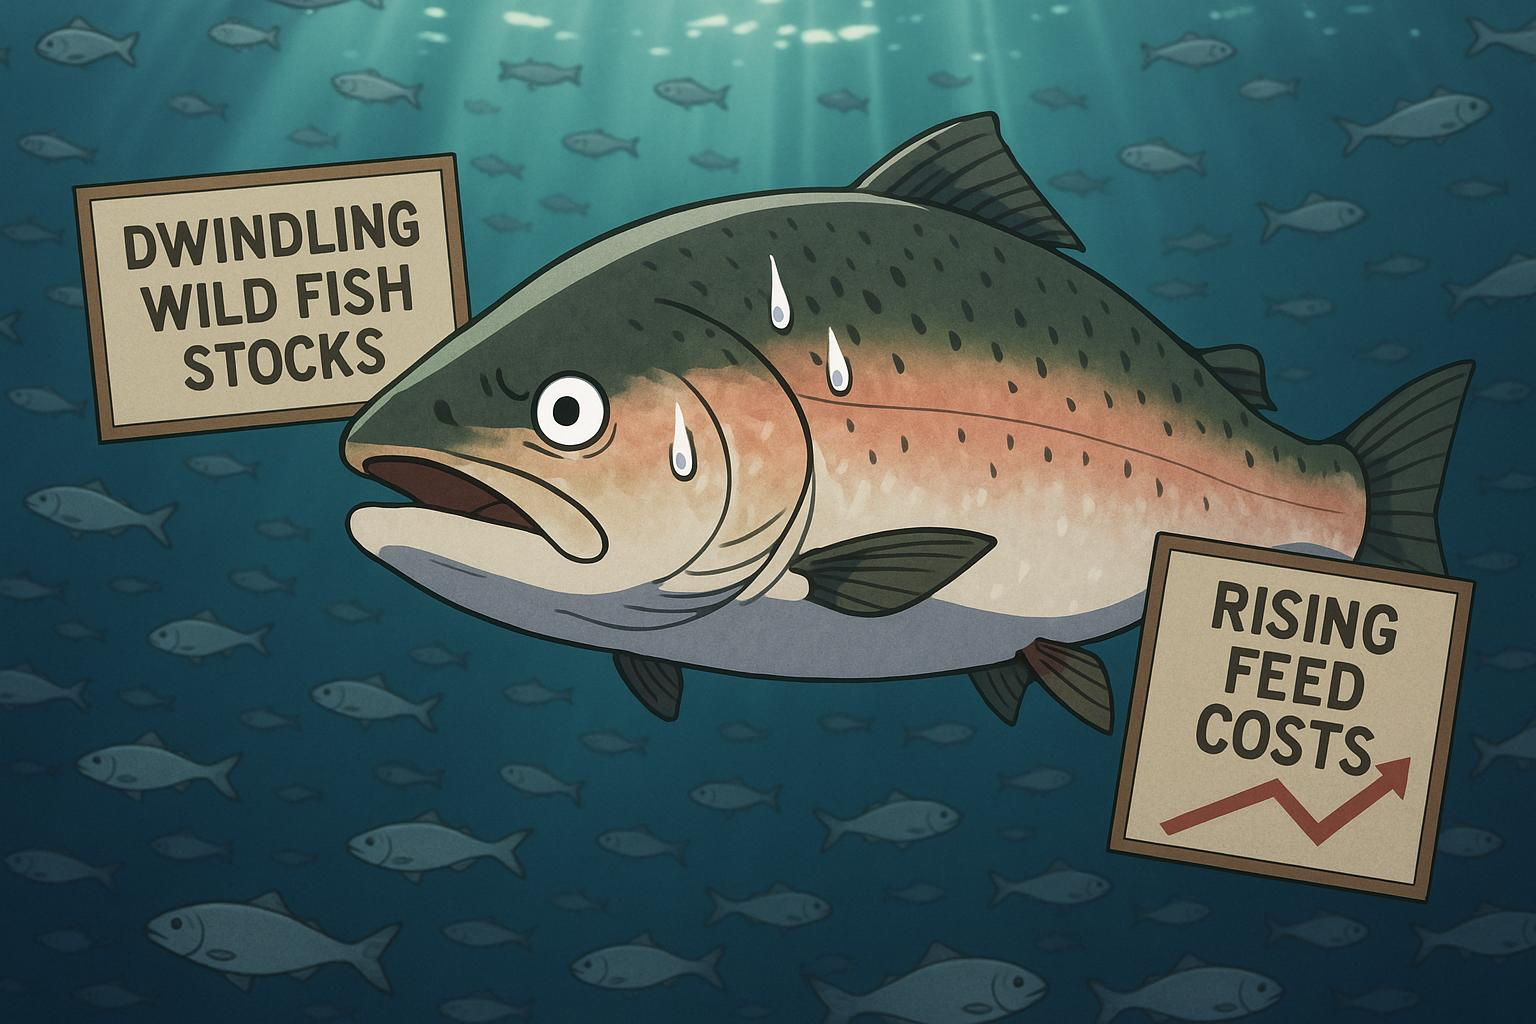 DWINDLING
WILD FISH
STOCKS
RISING
FEED
COSTS